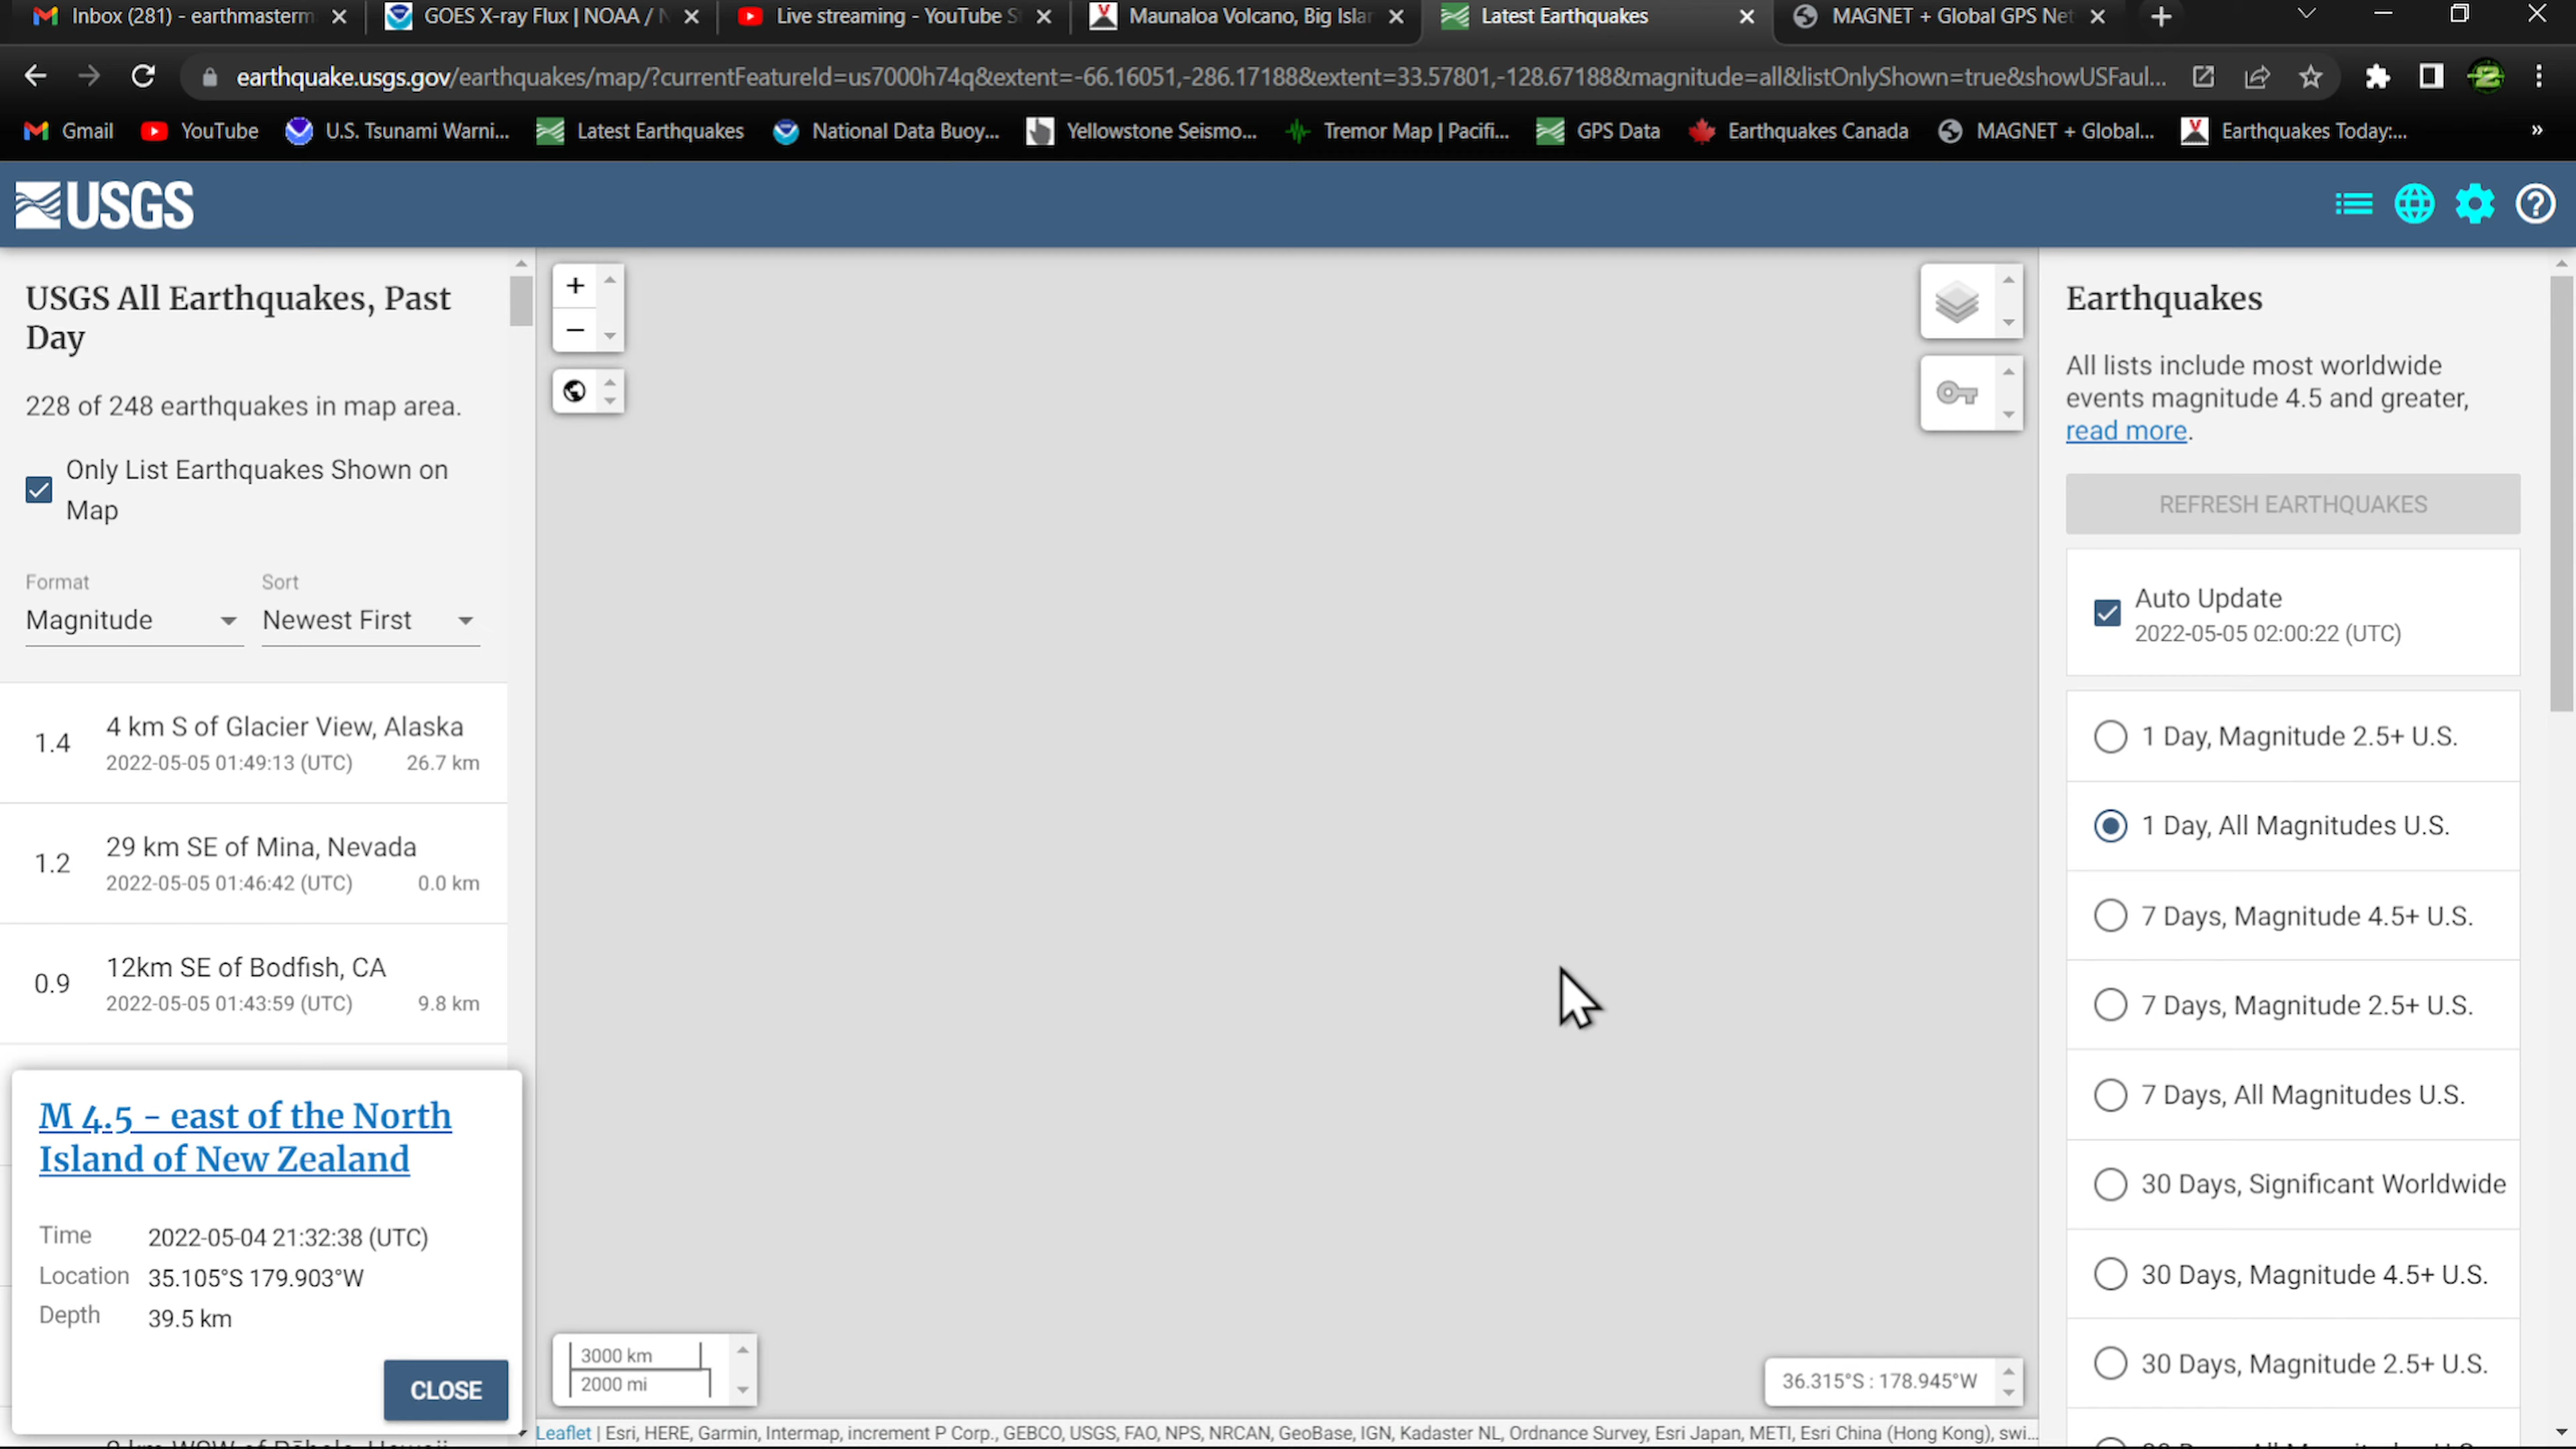 Inbox (281) - earthmasterm
GOES X-ray Flux | NOAA / N
Live streaming - YouTube S
Maunaloa Volcano, Big Islan
Latest Earthquakes
MAGNET + Global GPS Net
earthquake.usgs.gov/earthquakes/map/?currentFeatureId=us7000h74q&extent=-66.16051,-286.17188&extent=33.57801,-128.67188&magnitude=all&listOnlyShown=true&showUSFaul...
Gmail
YouTube
U.S. Tsunami Warni...
Latest Earthquakes
National Data Buoy...
Yellowstone Seismo...
Tremor Map | Pacifi...
GPS Data
Earthquakes Canada
MAGNET + Global...
Earthquakes Today:...
»
USGS
USGS All Earthquakes, Past
Day
228 of 248 earthquakes in map area.
Only List Earthquakes Shown on
Map
Format
Sort
Magnitude
Newest First
1.4
4 km S of Glacier View, Alaska
2022-05-05 01:49:13 (UTC) 26.7 km
1.2
29 km SE of Mina, Nevada
2022-05-05 01:46:42 (UTC) 0.0 km
0.9
12km SE of Bodfish, CA
2022-05-05 01:43:59 (UTC) 9.8 km
M 4.5 - east of the North
Island of New Zealand
Time 2022-05-04 21:32:38 (UTC)
Location 35.105°S 179.903°W
Depth 39.5 km
CLOSE
+
−
3000 km
2000 mi
36.315°S : 178.945°W
Leaflet | Esri, HERE, Garmin, Intermap, increment P Corp., GEBCO, USGS, FAO, NPS, NRCAN, GeoBase, IGN, Kadaster NL, Ordnance Survey, Esri Japan, METI, Esri China (Hong Kong), swi...
Earthquakes
All lists include most worldwide
events magnitude 4.5 and greater,
read more.
REFRESH EARTHQUAKES
Auto Update
2022-05-05 02:00:22 (UTC)
1 Day, Magnitude 2.5+ U.S.
1 Day, All Magnitudes U.S.
7 Days, Magnitude 4.5+ U.S.
7 Days, Magnitude 2.5+ U.S.
7 Days, All Magnitudes U.S.
30 Days, Significant Worldwide
30 Days, Magnitude 4.5+ U.S.
30 Days, Magnitude 2.5+ U.S.